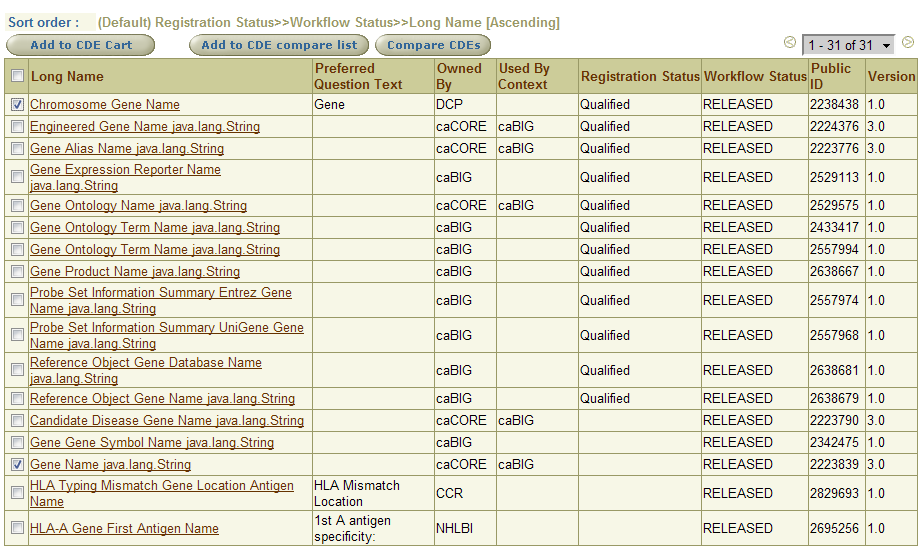 Sort order : (Default) Registration Status>>Workflow Status>>Long Name [Ascending]
Add to CDE Cart Add to CDE compare list Compare CDEs 1 - 31 of 31
Long Name Preferred Question Text Owned By Used By Context Registration Status Workflow Status Public ID Version
Chromosome Gene Name Gene DCP Qualified RELEASED 2238438 1.0
Engineered Gene Name java.lang.String caCORE caBIG Qualified RELEASED 2224376 3.0
Gene Alias Name java.lang.String caCORE caBIG Qualified RELEASED 2223776 3.0
Gene Expression Reporter Name java.lang.String caBIG Qualified RELEASED 2529113 1.0
Gene Ontology Name java.lang.String caCORE caBIG Qualified RELEASED 2529575 1.0
Gene Ontology Term Name java.lang.String caBIG Qualified RELEASED 2433417 1.0
Gene Ontology Term Name java.lang.String caBIG Qualified RELEASED 2557994 1.0
Gene Product Name java.lang.String caBIG Qualified RELEASED 2638667 1.0
Probe Set Information Summary Entrez Gene Name java.lang.String caBIG Qualified RELEASED 2557974 1.0
Probe Set Information Summary UniGene Gene Name java.lang.String caBIG Qualified RELEASED 2557968 1.0
Reference Object Gene Database Name java.lang.String caBIG Qualified RELEASED 2638681 1.0
Reference Object Gene Name java.lang.String caBIG Qualified RELEASED 2638679 1.0
Candidate Disease Gene Name java.lang.String caCORE caBIG RELEASED 2223790 3.0
Gene Gene Symbol Name java.lang.String caBIG RELEASED 2342475 1.0
Gene Name java.lang.String caCORE caBIG RELEASED 2223839 3.0
HLA Typing Mismatch Gene Location Antigen Name HLA Mismatch Location CCR RELEASED 2829693 1.0
HLA-A Gene First Antigen Name 1st A antigen specificity: NHLBI RELEASED 2695256 1.0